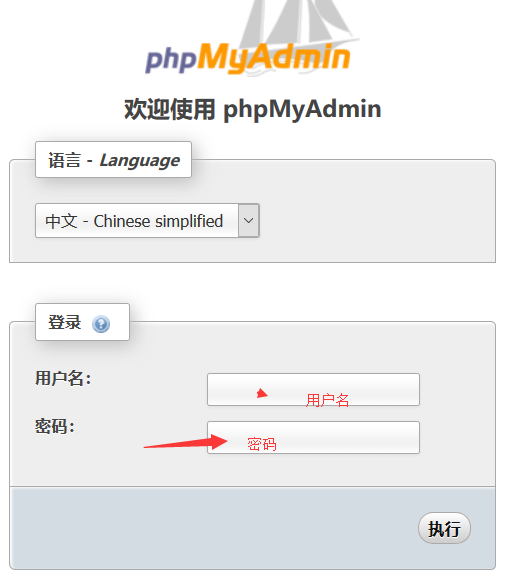 phpMyAdmin
欢迎使用 phpMyAdmin
语言 - Language
中文 - Chinese simplified
登录
用户名：
用户名
密码：
密码
执行